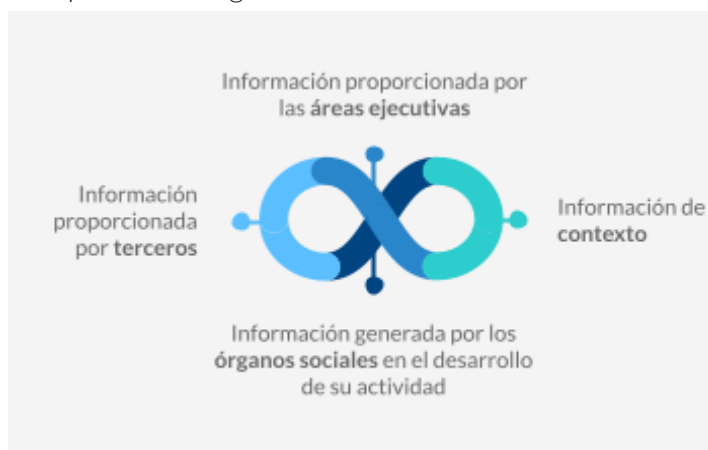 Información proporcionada por
las áreas ejecutivas
Información
proporcionada
por terceros
Información de
contexto
Información generada por los
órganos sociales en el desarrollo
de su actividad